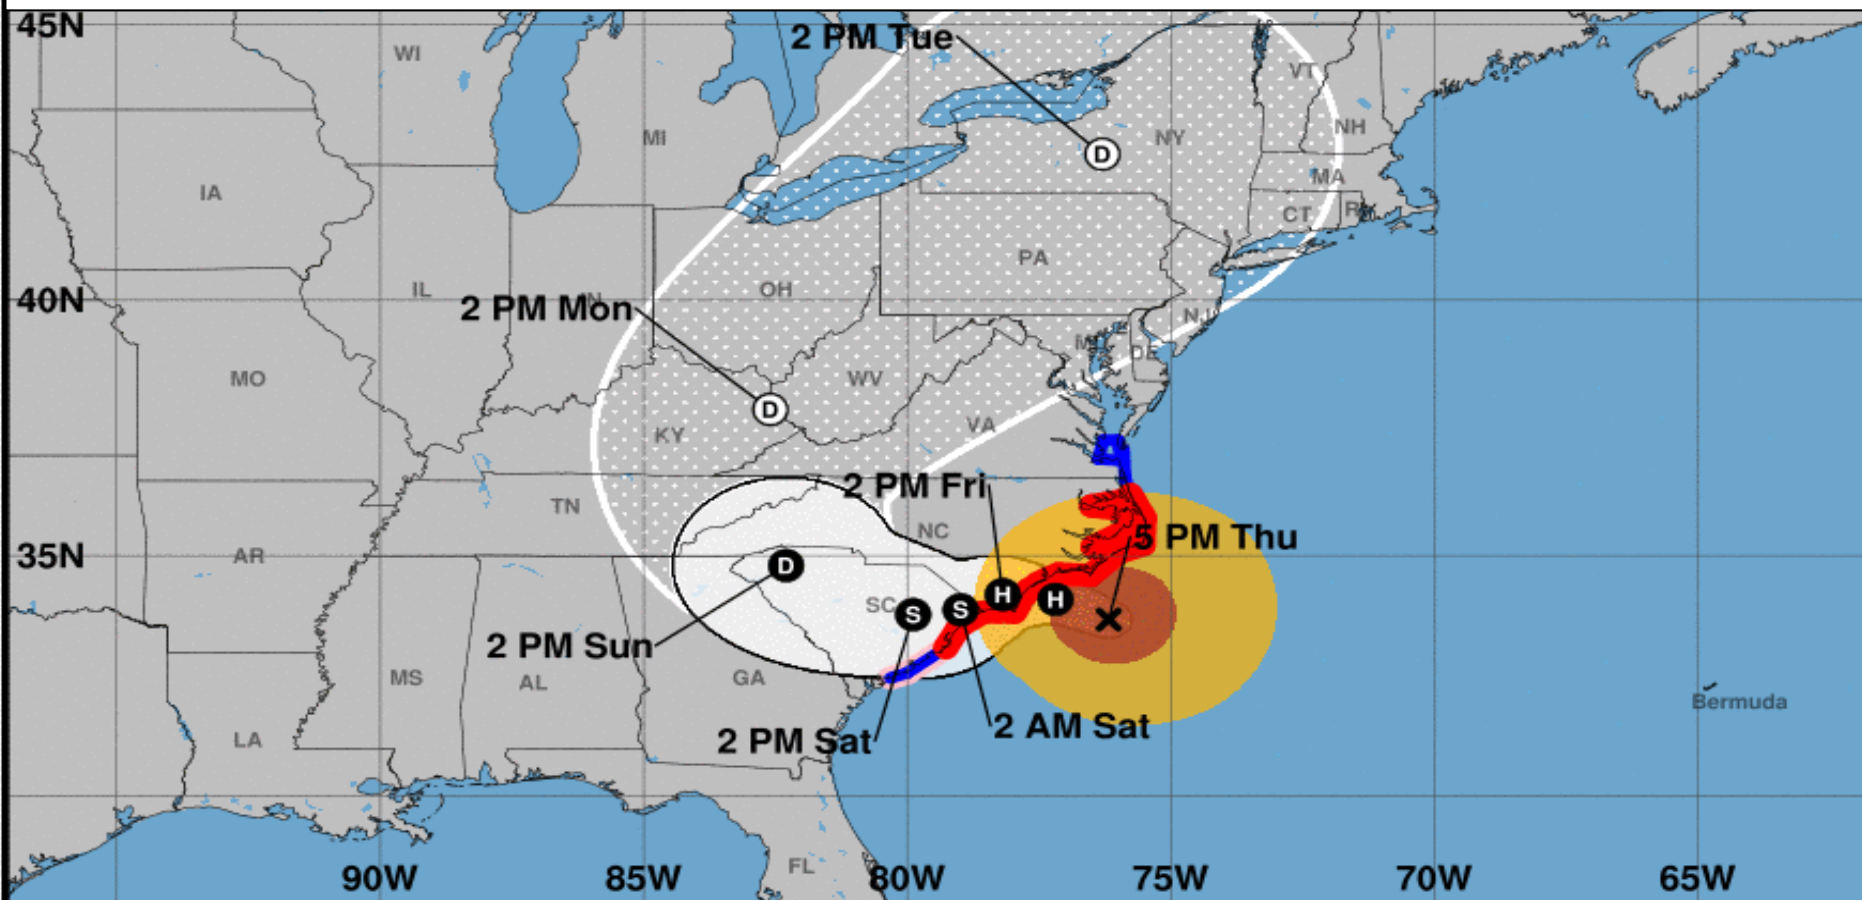 45N
2 PM Tue
WI
VT
MI
NY
NH
IA
MA
CT
R
PA
IL
OH
2 PM Mon
40N
NJ
DE
MO
WV
D
D
KY
VA
2 PM Fri
TN
NC
5 PM Thu
35N
AR
D
H
H
SC
S
S
2 PM Sun
MS
AL
GA
Bermuda
LA
2 PM Sat
2 AM Sat
FL
90W
85W
80W
75W
70W
65W